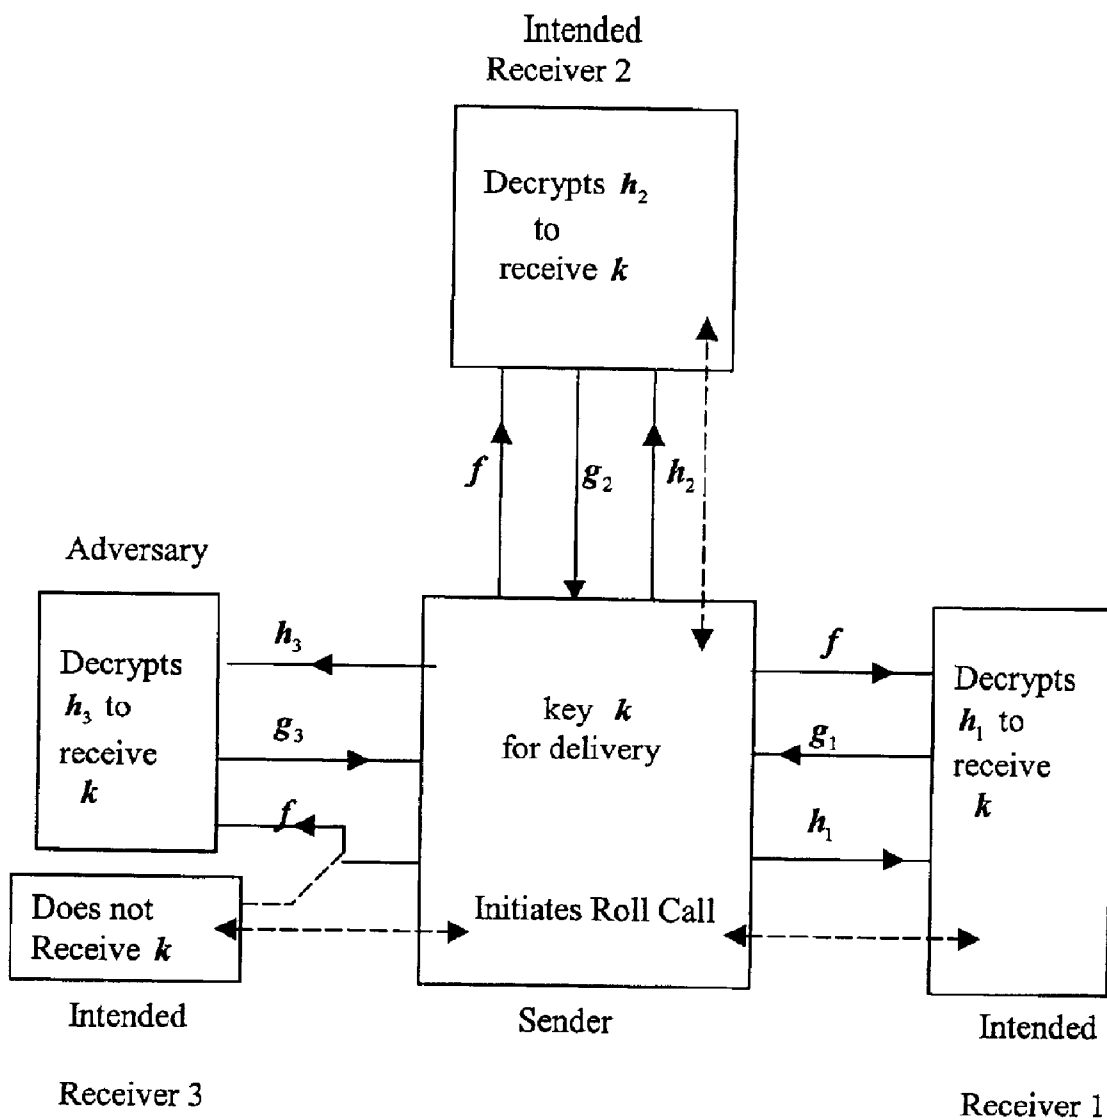 Intended
Receiver 2
Decrypts h₂
to
receive k
f
g₂
h₂
Adversary
Decrypts
h₃ to
receive
k
h₃
g₃
f
key k
for delivery
Initiates Roll Call
f
g₁
h₁
Decrypts
h₁ to
receive
k
Does not
Receive k
Intended
Receiver 3
Sender
Intended
Receiver 1